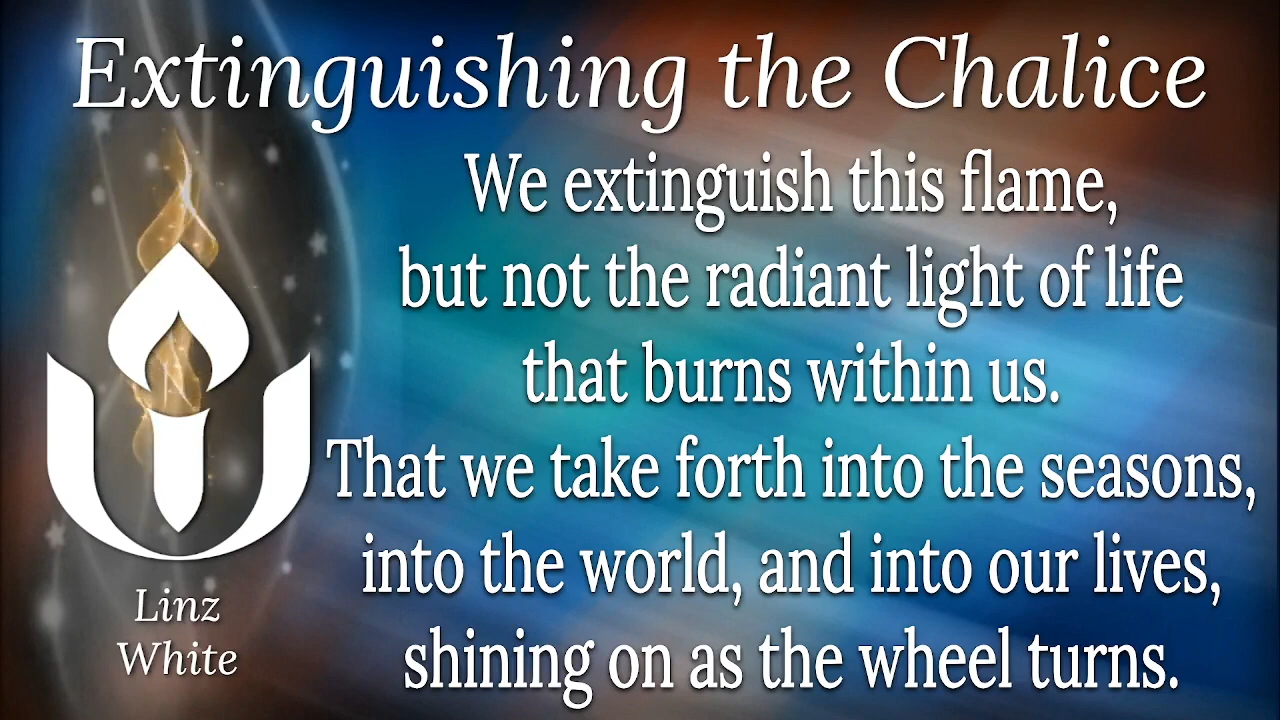 Extinguishing the Chalice
We extinguish this flame,
but not the radiant light of life
that burns within us.
That we take forth into the seasons,
into the world, and into our lives,
shining on as the wheel turns.
Linz
White